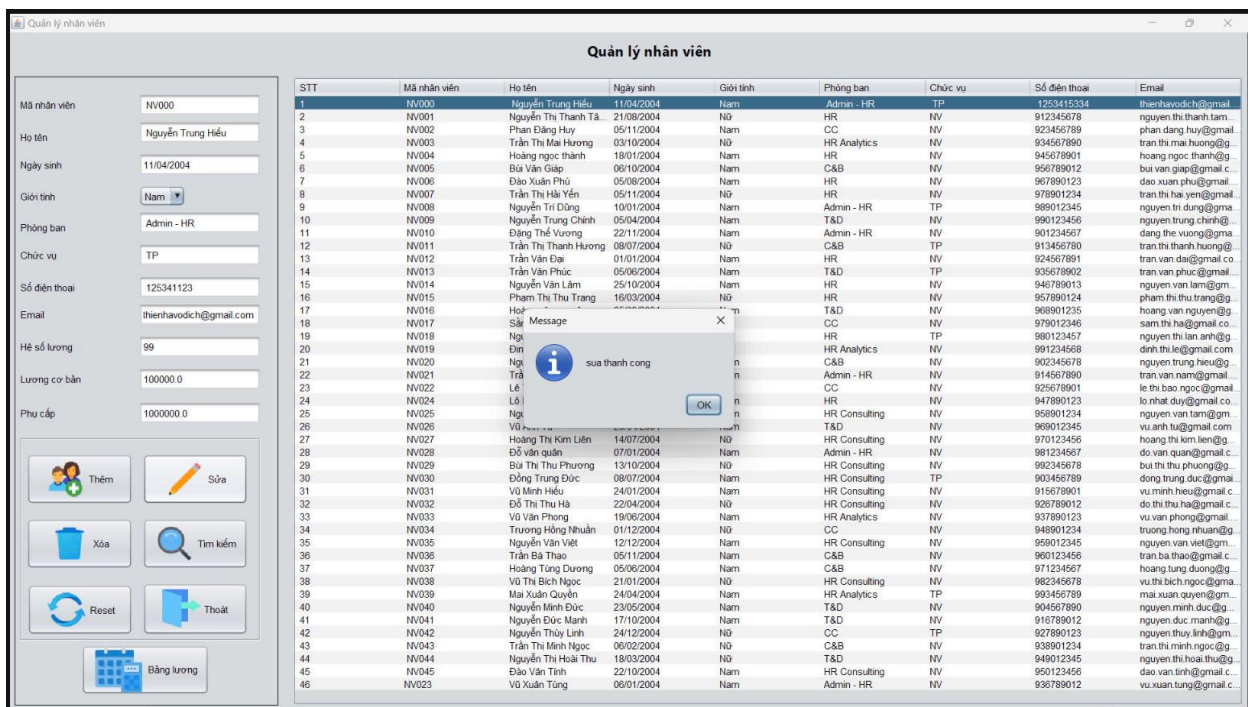 Quản lý nhân viên
Quản lý nhân viên
Mã nhân viên NV000
Họ tên Nguyễn Trung Hiếu
Ngày sinh 11/04/2004
Giới tính Nam
Phòng ban Admin - HR
Chức vụ TP
Số điện thoại 125341123
Email thienhavodich@gmail.com
Hệ số lương 99
Lương cơ bản 100000.0
Phụ cấp 1000000.0
Thêm Sửa
Xóa Tìm kiếm
Reset Thoát
Bảng lương
STT Mã nhân viên Họ tên Ngày sinh Giới tính Phòng ban Chức vụ Số điện thoại Email
1 NV000 Nguyễn Trung Hiếu 11/04/2004 Nam Admin - HR TP 1253415334 thienhavodich@gmail....
2 NV001 Nguyễn Thị Thanh Tâ... 21/08/2004 Nữ HR NV 912345678 nguyen.thi.thanh.tam...
3 NV002 Phan Đăng Huy 05/11/2004 Nam CC NV 923456789 phan.dang.huy@gmail...
4 NV003 Trần Thị Mai Hương 03/10/2004 Nữ HR Analytics NV 934567890 tran.thi.mai.huong@g...
5 NV004 Hoàng ngọc thành 18/01/2004 Nam HR NV 945678901 hoang.ngoc.thanh@g...
6 NV005 Bùi Văn Giáp 06/10/2004 Nam C&B NV 956789012 bui.van.giap@gmail.c...
7 NV006 Đào Xuân Phú 05/08/2004 Nam HR NV 967890123 dao.xuan.phu@gmail....
8 NV007 Trần Thị Hải Yến 05/11/2004 Nữ HR NV 978901234 tran.thi.hai.yen@gmail...
9 NV008 Nguyễn Trí Dũng 10/01/2004 Nam Admin - HR TP 989012345 nguyen.tri.dung@gma...
10 NV009 Nguyễn Trung Chính 05/04/2004 Nam T&D NV 990123456 nguyen.trung.chinh@...
11 NV010 Đặng Thế Vương 22/11/2004 Nam Admin - HR NV 901234567 dang.the.vuong@gma...
12 NV011 Trần Thị Thanh Hương 08/07/2004 Nữ C&B TP 913456780 tran.thi.thanh.huong@...
13 NV012 Trần Văn Đại 01/01/2004 Nam HR NV 924567891 tran.van.dai@gmail.co...
14 NV013 Trần Văn Phúc 05/06/2004 Nam T&D TP 935678902 tran.van.phuc@gmail....
15 NV014 Nguyễn Văn Lâm 25/10/2004 Nam HR NV 946789013 nguyen.van.lam@gm...
16 NV015 Phạm Thị Thu Trang 16/03/2004 Nữ HR NV 957890124 pham.thi.thu.trang@g...
17 NV016 T&D NV 968901235 hoang.van.nguyen@g...
18 NV017 CC NV 979012346 sam.thi.ha@gmail.co...
19 NV018 HR TP 980123457 nguyen.thi.lan.anh@g...
20 NV019 HR Analytics NV 991234568 dinh.thi.le@gmail.com
21 NV020 C&B NV 902345678 nguyen.trung.hieu@g...
22 NV021 Admin - HR NV 914567890 tran.van.nam@gmail....
23 NV022 Lê CC NV 925678901 le.thi.bao.ngoc@gmail...
24 NV024 HR NV 947890123 lo.nhat.duy@gmail.co...
25 NV025 HR Consulting NV 958901234 nguyen.van.tam@gm...
26 NV026 T&D NV 969012345 vu.anh.tu@gmail.com
27 NV027 Hoàng Thị Kim Liên 14/07/2004 Nữ HR Consulting NV 970123456 hoang.thi.kim.lien@g...
28 NV028 Đỗ văn quân 07/01/2004 Nam Admin - HR NV 981234567 do.van.quan@gmail.c...
29 NV029 Bùi Thị Thu Phương 13/10/2004 Nữ HR Consulting NV 992345678 bui.thi.thu.phuong@g...
30 NV030 Đồng Trung Đức 08/07/2004 Nam HR Consulting TP 903456789 dong.trung.duc@gmai...
31 NV031 Vũ Minh Hiếu 24/01/2004 Nam HR Consulting NV 915678901 vu.minh.hieu@gmail.c...
32 NV032 Đỗ Thị Thu Hà 22/04/2004 Nữ HR Consulting NV 926789012 do.thi.thu.ha@gmail.c...
33 NV033 Vũ Văn Phong 19/06/2004 Nam HR Analytics NV 937890123 vu.van.phong@gmail....
34 NV034 Trương Hồng Nhuần 01/12/2004 Nữ CC NV 948901234 truong.hong.nhuan@g...
35 NV035 Nguyễn Văn Việt 12/12/2004 Nam HR Consulting NV 959012345 nguyen.van.viet@gm...
36 NV036 Trần Bá Thao 05/11/2004 Nam C&B NV 960123456 tran.ba.thao@gmail.c...
37 NV037 Hoàng Tùng Dương 05/06/2004 Nam C&B NV 971234567 hoang.tung.duong@g...
38 NV038 Vũ Thị Bích Ngọc 21/01/2004 Nữ HR Consulting NV 982345678 vu.thi.bich.ngoc@gma...
39 NV039 Mai Xuân Quyền 24/04/2004 Nam HR Analytics TP 993456789 mai.xuan.quyen@gm...
40 NV040 Nguyễn Minh Đức 23/05/2004 Nam T&D NV 904567890 nguyen.minh.duc@g...
41 NV041 Nguyễn Đức Mạnh 17/10/2004 Nam T&D NV 916789012 nguyen.duc.manh@g...
42 NV042 Nguyễn Thùy Linh 24/12/2004 Nữ CC TP 927890123 nguyen.thuy.linh@gm...
43 NV043 Trần Thị Minh Ngọc 06/02/2004 Nữ C&B NV 938901234 tran.thi.minh.ngoc@g...
44 NV044 Nguyễn Thị Hoài Thu 18/03/2004 Nữ T&D NV 949012345 nguyen.thi.hoai.thu@g...
45 NV045 Đào Văn Tính 22/10/2004 Nam HR Consulting NV 950123456 dao.van.tinh@gmail.c...
46 NV023 Vũ Xuân Tùng 06/01/2004 Nam Admin - HR NV 936789012 vu.xuan.tung@gmail.c...
Message
sua thanh cong
OK